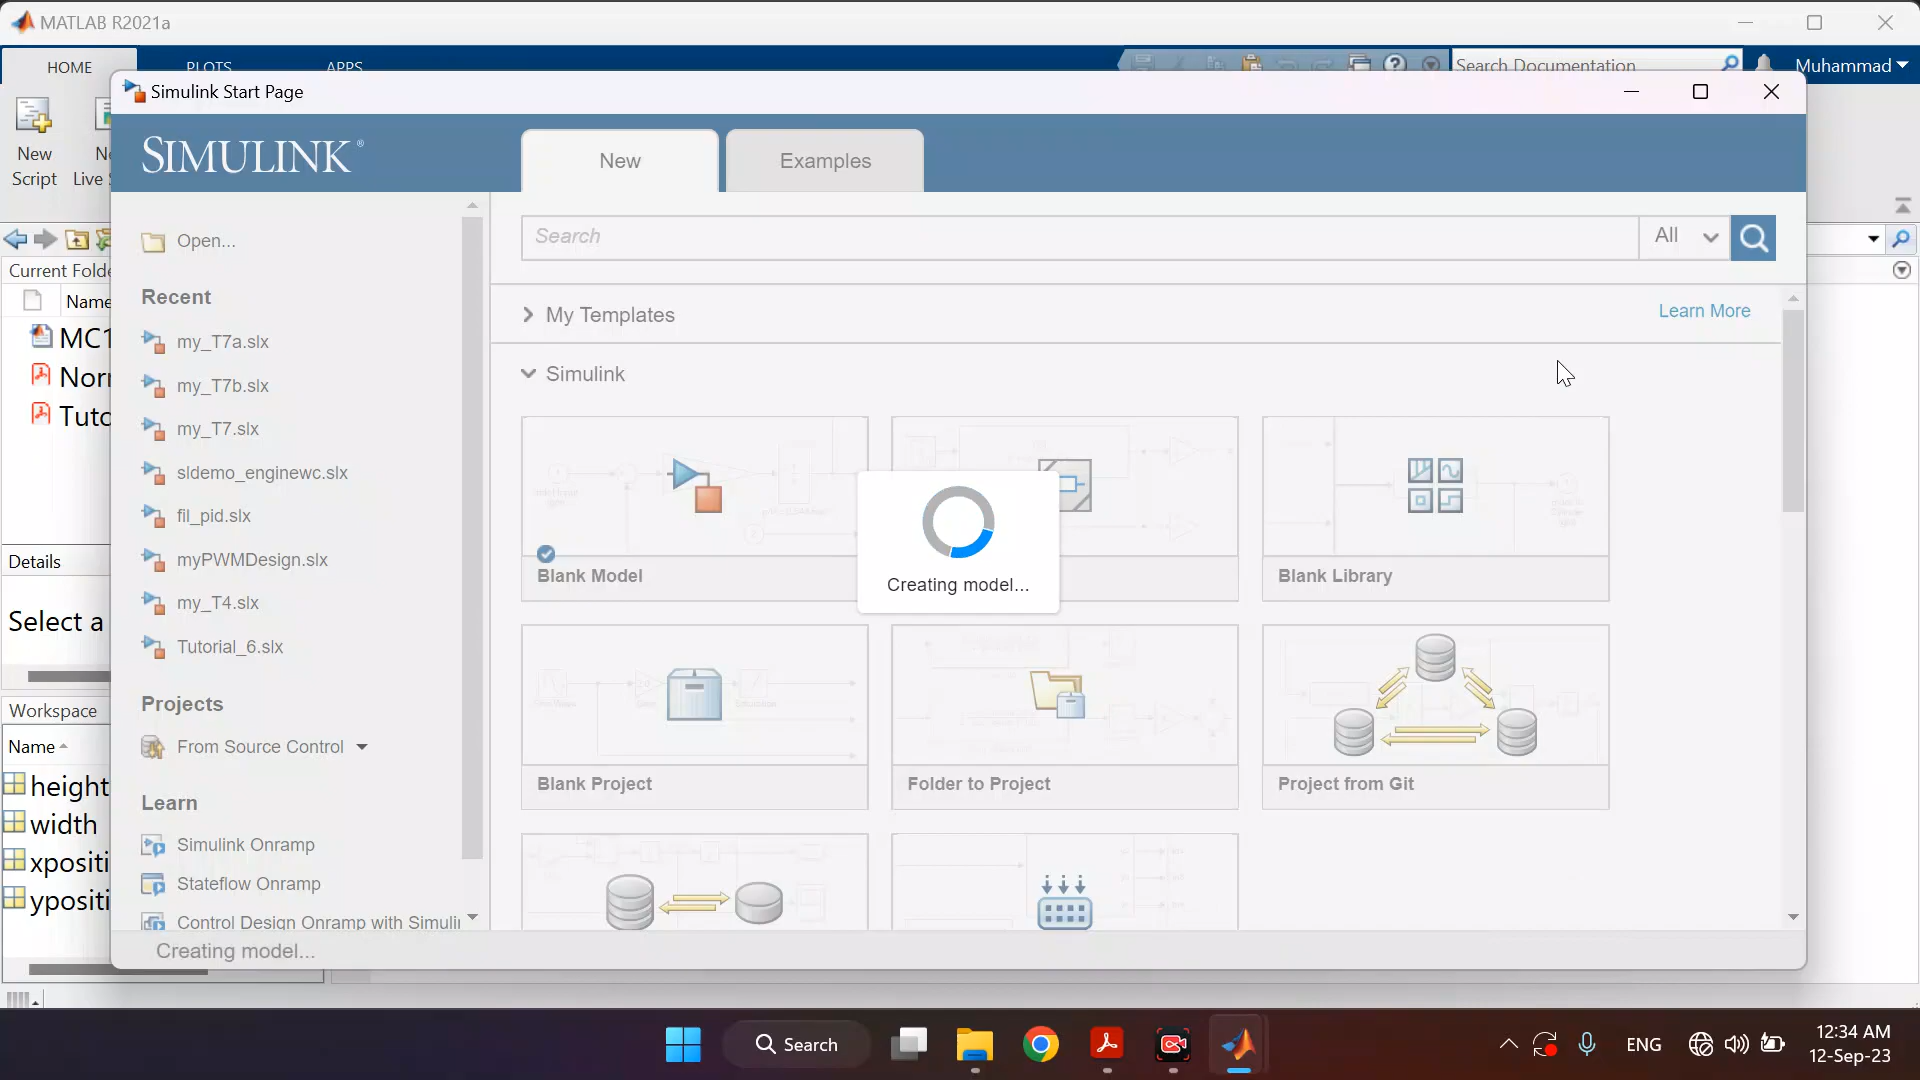 MATLAB R2021a
HOME
PLOTS
APPS
Search Documentation
Muhammad
Simulink Start Page
New
Script
Live
SIMULINK®
New
Examples
Search
All
Open...
Current Folde
Name
Recent
My Templates
Learn More
my_T7a.slx
Simulink
my_T7b.slx
my_T7.slx
sldemo_enginewc.slx
fil_pid.slx
myPWMDesign.slx
my_T4.slx
Tutorial_6.slx
MC1
Details
Select a
Workspace
Name
height
width
xpositi
ypositi
Blank Model
Creating model...
Blank Library
Blank Project
Folder to Project
Project from Git
Projects
From Source Control
Learn
Simulink Onramp
Stateflow Onramp
Control Design Onramp with Simuli
Creating model...
Search
ENG
12:34 AM
12-Sep-23